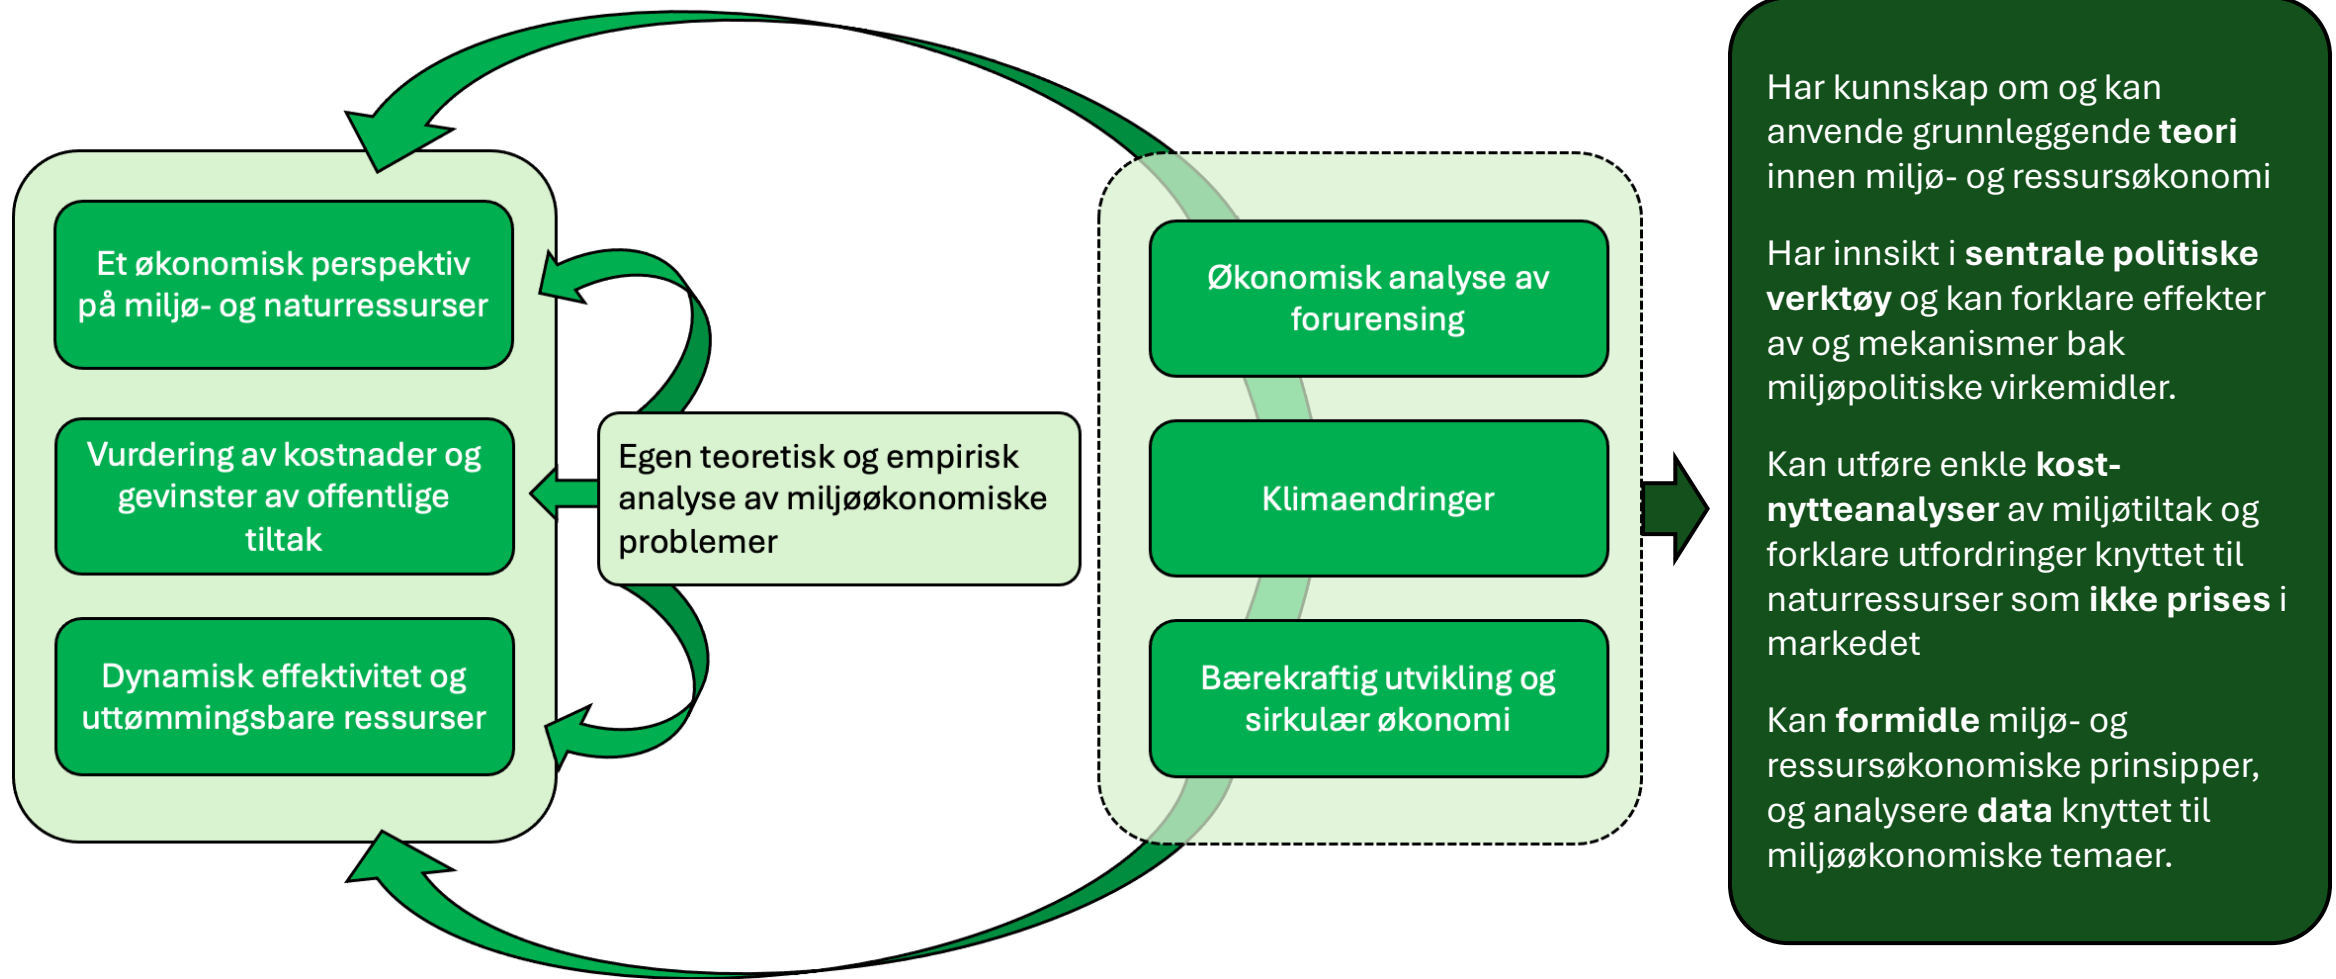 Et økonomisk perspektiv
på miljø- og naturressurser
Vurdering av kostnader og
gevinster av offentlige
tiltak
Dynamisk effektivitet og
uttømmingsbare ressurser
Egen teoretisk og empirisk
analyse av miljøøkonomiske
problemer
Økonomisk analyse av
forurensing
Klimaendringer
Bærekraftig utvikling og
sirkulær økonomi
Har kunnskap om og kan
anvende grunnleggende teori
innen miljø- og ressursøkonomi
Har innsikt i sentrale politiske
verktøy og kan forklare effekter
av og mekanismer bak
miljøpolitiske virkemidler.
Kan utføre enkle kost-
nytteanalyser av miljøtiltak og
forklare utfordringer knyttet til
naturressurser som ikke prises i
markedet
Kan formidle miljø- og
ressursøkonomiske prinsipper,
og analysere data knyttet til
miljøøkonomiske temaer.